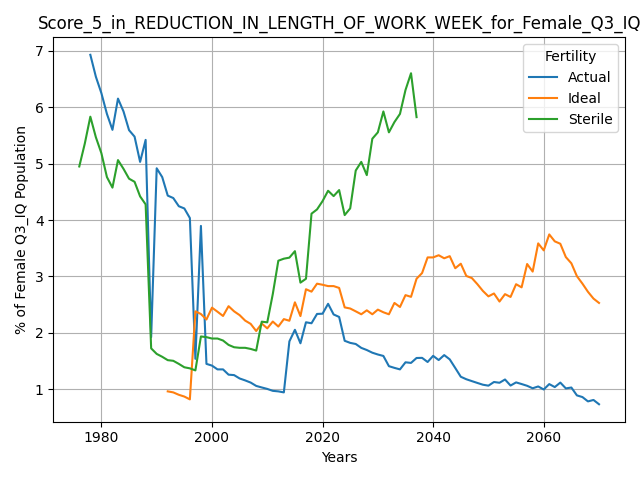 Score_5_in_REDUCTION_IN_LENGTH_OF_WORK_WEEK_for_Female_Q3_IQ
7
6
5
4
3
2
1
% of Female Q3_IQ Population
Fertility
Actual
Ideal
Sterile
1980 2000 2020 2040 2060
Years